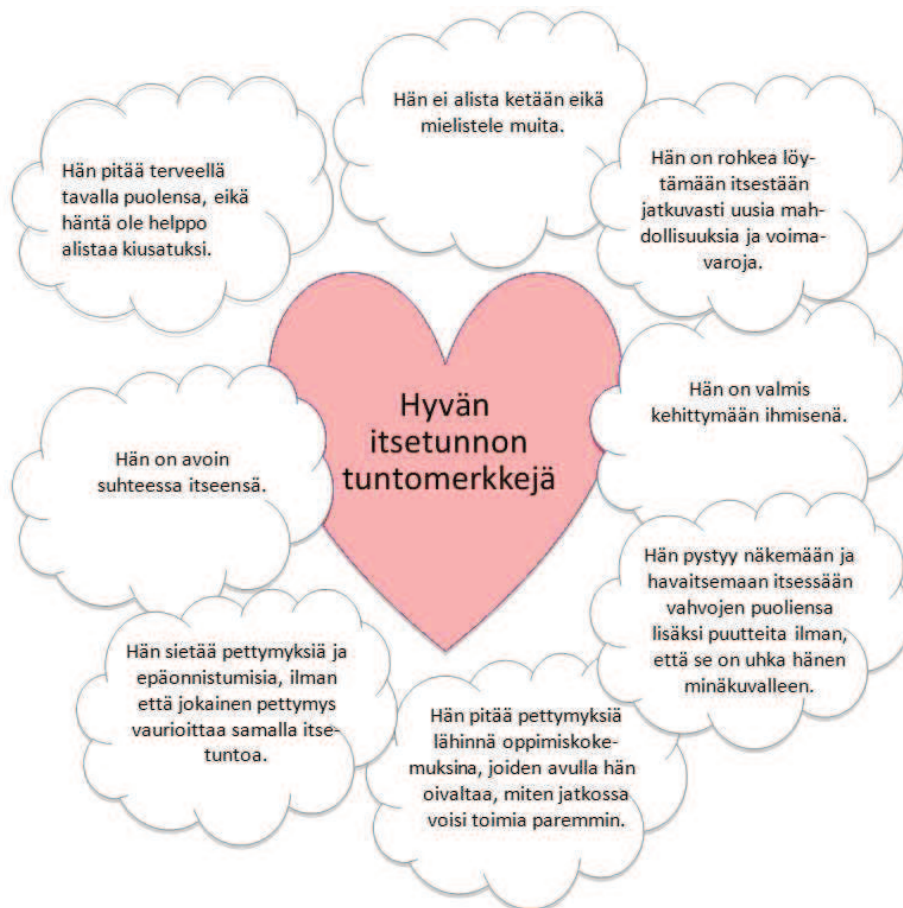 Hän ei alista ketään eikä
mielistele muita.
Hän on rohkea löy-
tämään itsestään
jatkuvasti uusia mah-
dollisuuksia ja voima-
varoja.
Hän on valmis
kehittymään ihmisenä.
Hän pystyy näkemään ja
havaitsemaan itsessään
vahvojen puoliensa
lisäksi puutteita ilman,
että se on uhka hänen
minäkuvalleen.
Hän pitää pettymyksiä
lähinnä oppimiskoke-
muksina, joiden avulla hän
oivaltaa, miten jatkossa
voisi toimia paremmin.
Hän sietää pettymyksiä ja
epäonnistumisia, ilman
että jokainen pettymys
vaurioittaa samalla itse-
tuntoa.
Hän on avoin
suhteessa itseensä.
Hän pitää terveellä
tavalla puolensa, eikä
häntä ole helppo
alistaa kiusatuksi.
Hyvän
itsetunnon
tuntomerkkejä